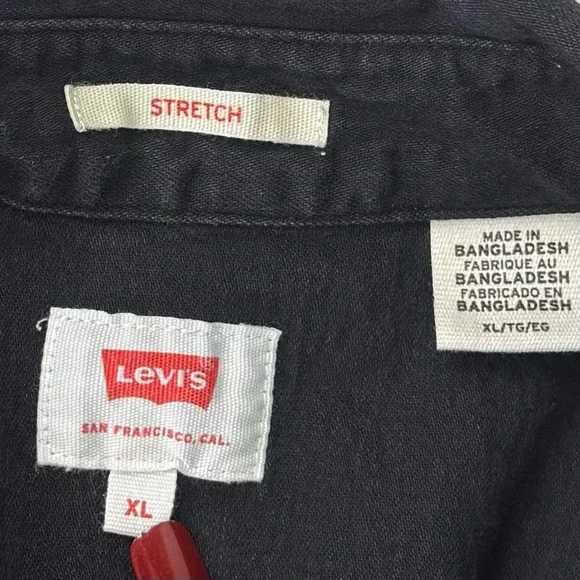 STRETCH
MADE IN
BANGLADESH
FABRIQUE AU
BANGLADESH
FABRICADO EN
BANGLADESH
XL/TG/EG
LEVI'S
SAN FRANCISCO, CAL.
XL